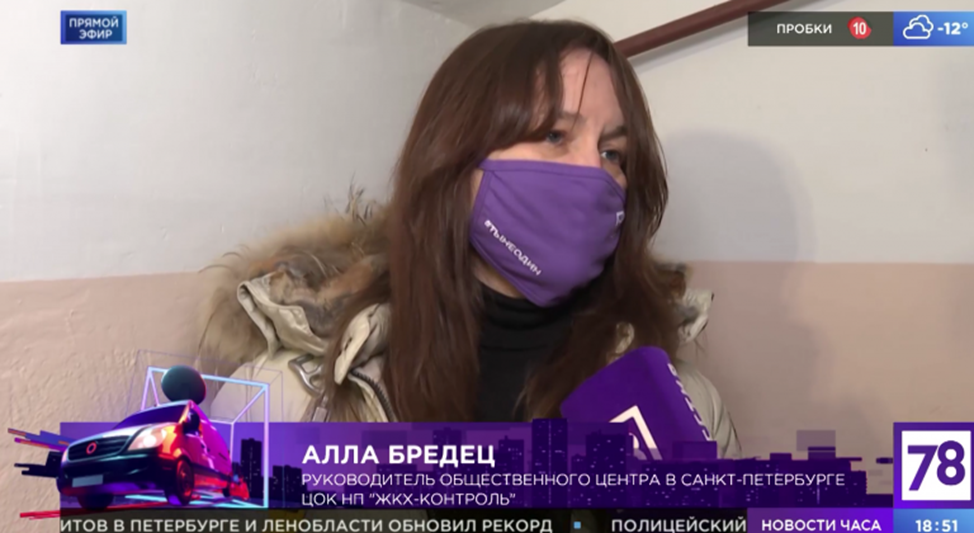 ПРЯМОЙ
ЭФИР
ПРОБКИ 10 -12°
#ТЫНЕОДИН
АЛЛА БРЕДЕЦ
РУКОВОДИТЕЛЬ ОБЩЕСТВЕННОГО ЦЕНТРА В САНКТ-ПЕТЕРБУРГЕ
ЦОК НП "ЖКХ-КОНТРОЛЬ"
78
ИТОВ В ПЕТЕРБУРГЕ И ЛЕНОБЛАСТИ ОБНОВИЛ РЕКОРД ▪ ПОЛИЦЕЙСКИЙ НОВОСТИ ЧАСА 18:51